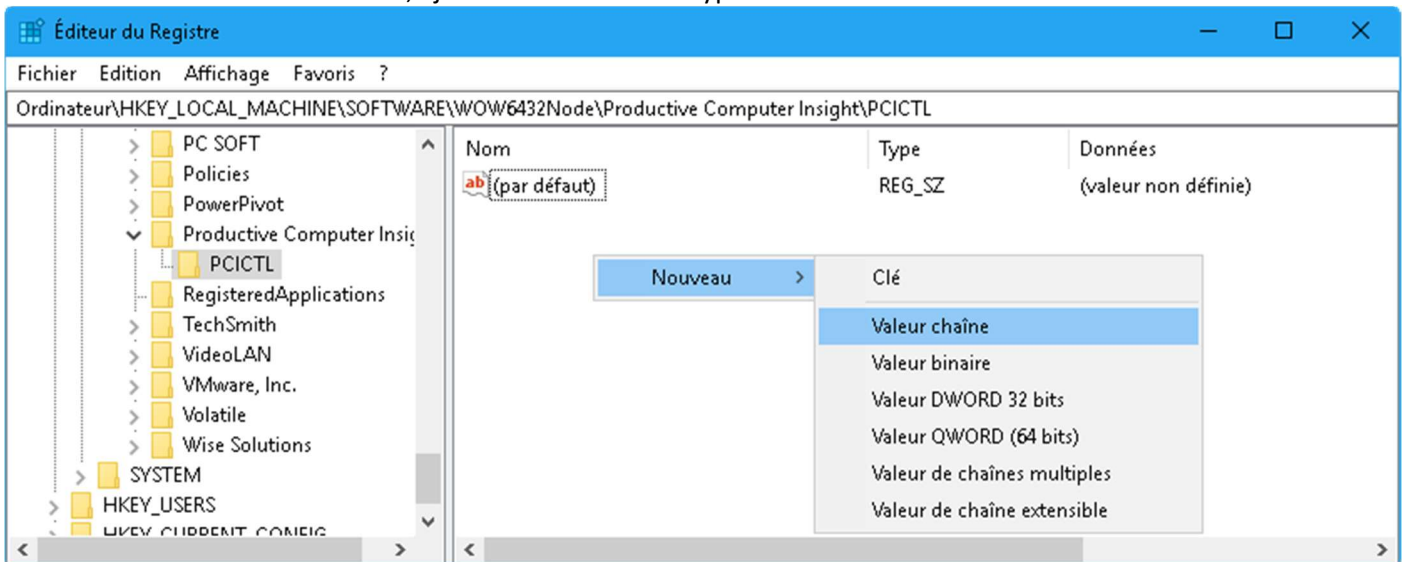 Éditeur du Registre
Fichier Edition Affichage Favoris ?
Ordinateur\HKEY_LOCAL_MACHINE\SOFTWARE\WOW6432Node\Productive Computer Insight\PCICTL
PC SOFT
Policies
PowerPivot
Productive Computer Insig
PCICTL
RegisteredApplications
TechSmith
VideoLAN
VMware, Inc.
Volatile
Wise Solutions
SYSTEM
HKEY_USERS
HKEY_CURRENT_CONFIG
Nom Type Données
ab (par défaut) REG_SZ (valeur non définie)
Nouveau
Clé
Valeur chaîne
Valeur binaire
Valeur DWORD 32 bits
Valeur QWORD (64 bits)
Valeur de chaînes multiples
Valeur de chaîne extensible